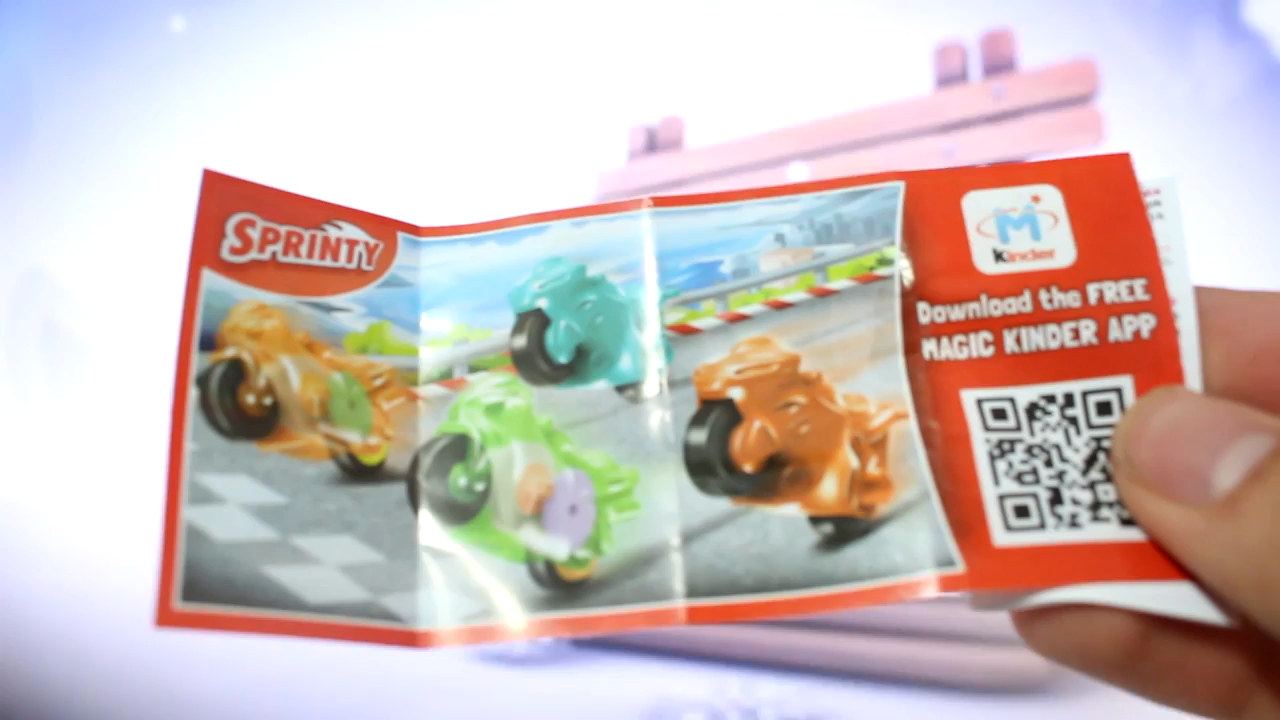 SPRINTY
M
Kinder
Download the FREE
MAGIC KINDER APP